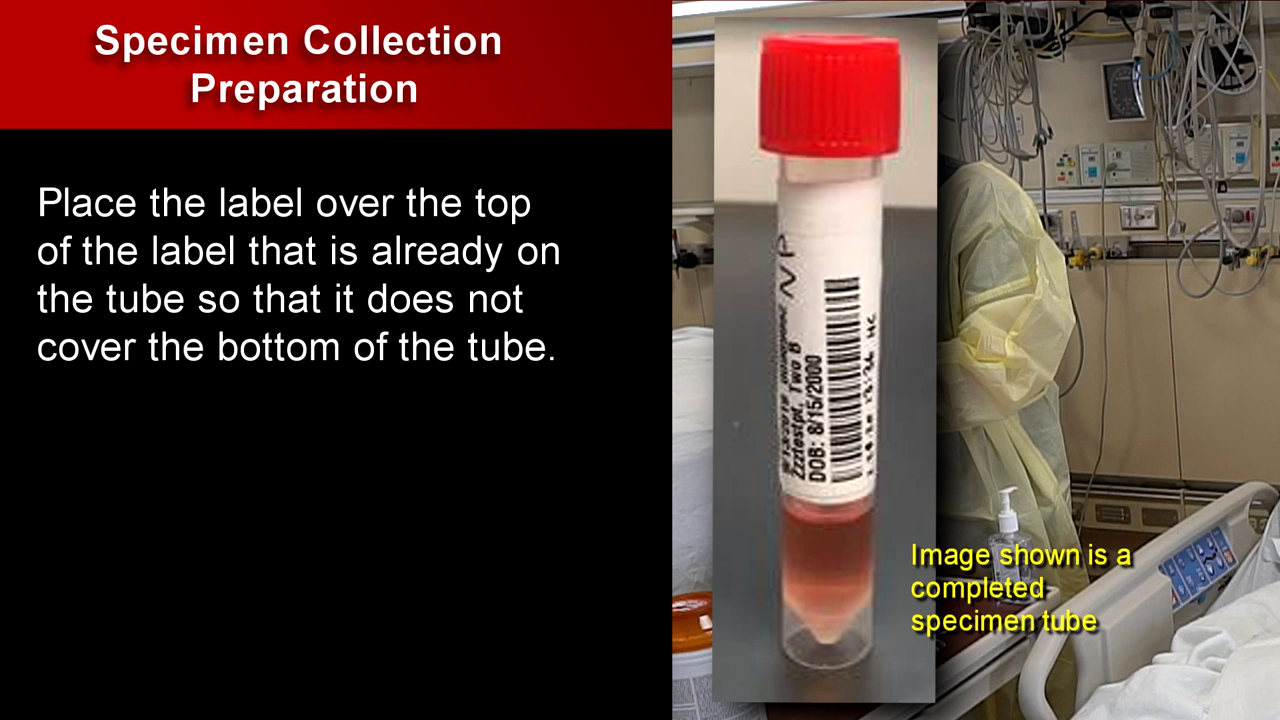 Specimen Collection
Preparation
Place the label over the top
of the label that is already on
the tube so that it does not
cover the bottom of the tube.
NP
Zzztestpt, Two B
DOB: 8/15/2000
Image shown is a
completed
specimen tube